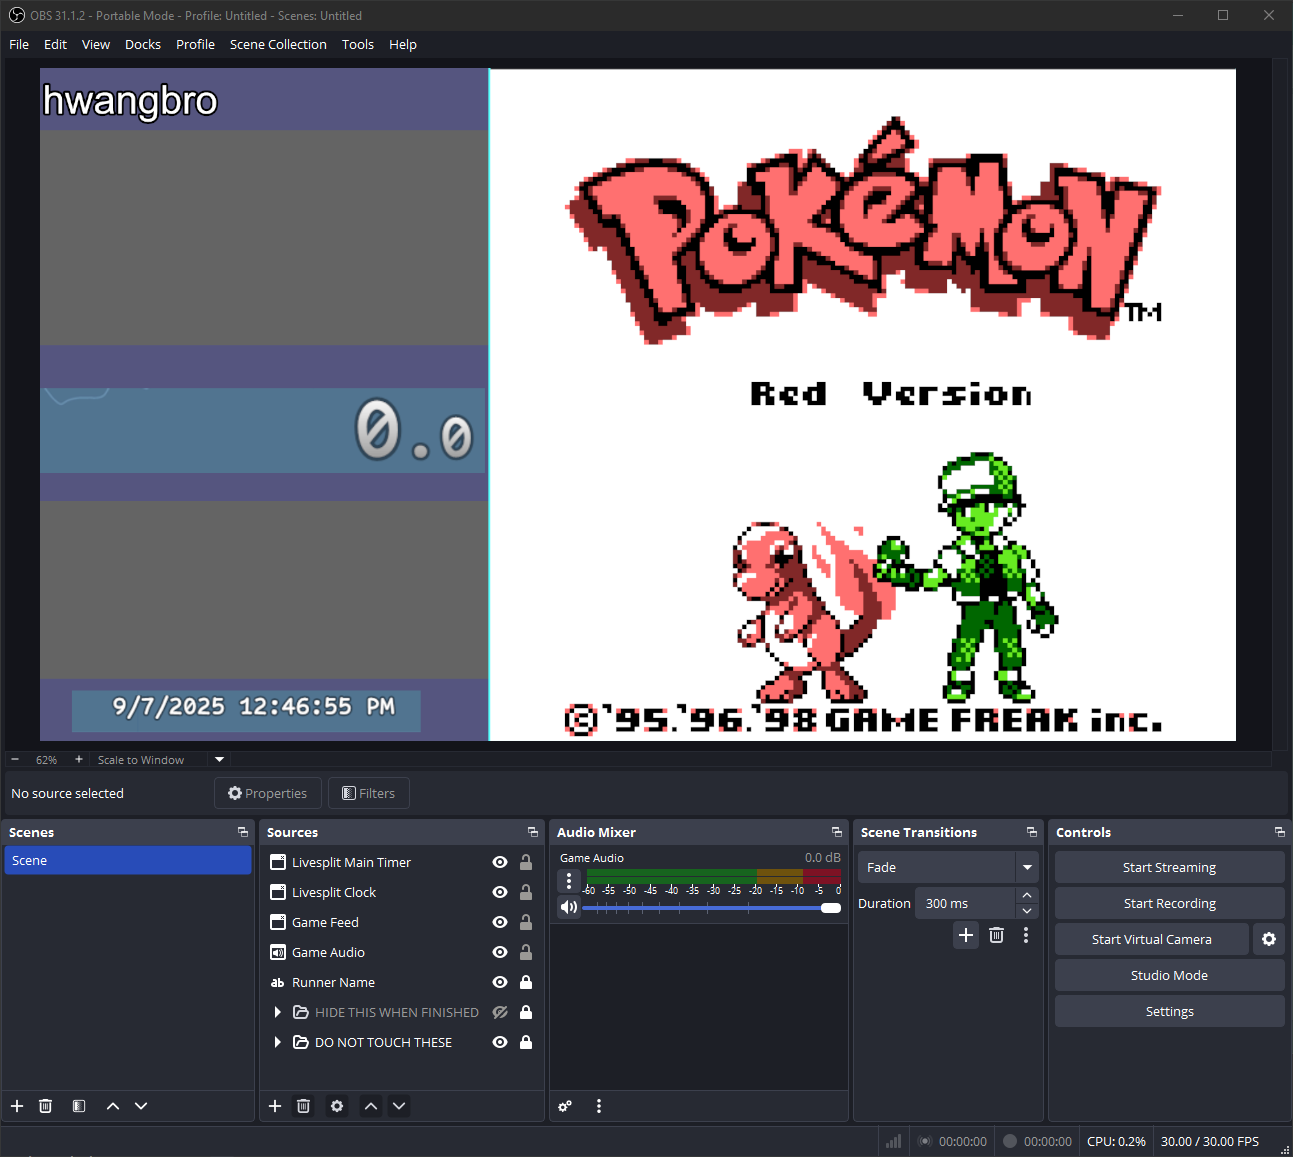 OBS 31.1.2 - Portable Mode - Profile: Untitled - Scenes: Untitled
File Edit View Docks Profile Scene Collection Tools Help
hwangbro
POKéMON
TM
Red Version
0.0
9/7/2025 12:46:55 PM
©'95.'96.'98 GAME FREAK inc.
62% Scale to Window
No source selected Properties Filters
Scenes
Scene
Sources
Livesplit Main Timer
Livesplit Clock
Game Feed
Game Audio
ab Runner Name
HIDE THIS WHEN FINISHED
DO NOT TOUCH THESE
Audio Mixer
Game Audio 0.0 dB
-60 -55 -50 -45 -40 -35 -30 -25 -20 -15 -10 -5 0
Scene Transitions
Fade
Duration 300 ms
Controls
Start Streaming
Start Recording
Start Virtual Camera
Studio Mode
Settings
00:00:00 00:00:00 CPU: 0.2% 30.00 / 30.00 FPS